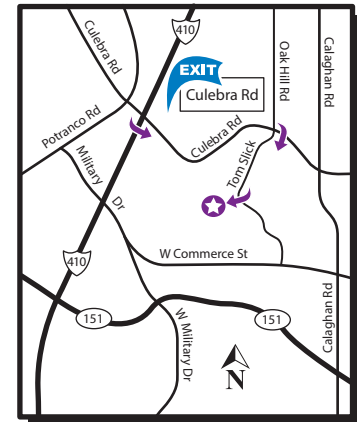 410
Culebra Rd
EXIT
Culebra Rd
Oak Hill Rd
Calaghan Rd
Potranco Rd
Military
Dr
Culebra Rd
Tom Slick
W Commerce St
410
151
151
W Military Dr
Calaghan Rd
N